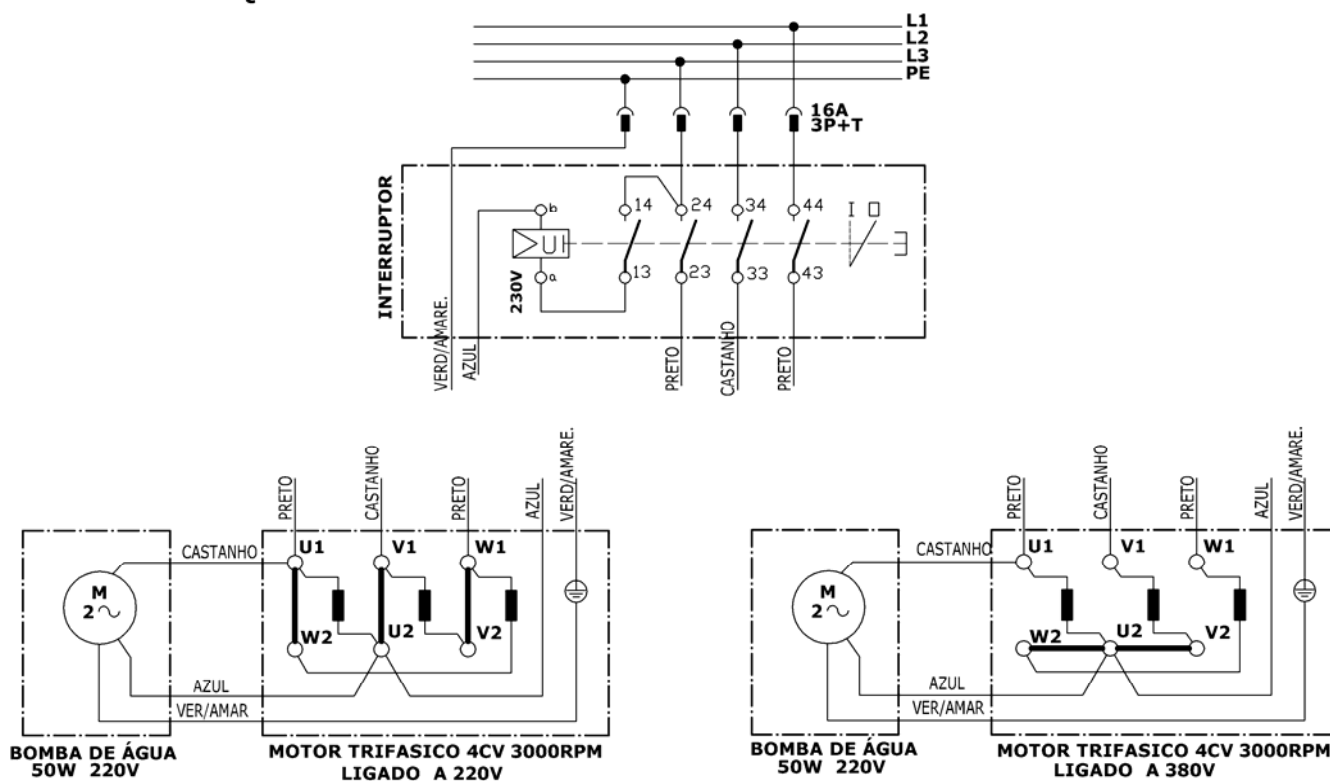 L1
L2
L3
PE
16A
3P+T
INTERRUPTOR
b
14
24
34
44
I O
U
230V
a
13
23
33
43
VERD/AMARE.
AZUL
PRETO
CASTANHO
PRETO
PRETO
CASTANHO
PRETO
AZUL
VERD/AMARE.
CASTANHO
U1
V1
W1
M
2
W2
U2
V2
AZUL
VER/AMAR
BOMBA DE ÁGUA
50W 220V
MOTOR TRIFASICO 4CV 3000RPM
LIGADO A 220V
PRETO
CASTANHO
PRETO
AZUL
VERD/AMARE.
CASTANHO
U1
V1
W1
M
2
W2
U2
V2
AZUL
VER/AMAR
BOMBA DE ÁGUA
50W 220V
MOTOR TRIFASICO 4CV 3000RPM
LIGADO A 380V